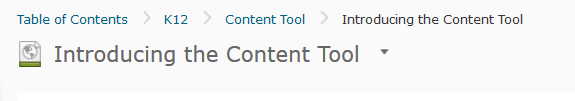 Table of Contents K12 Content Tool Introducing the Content Tool
Introducing the Content Tool